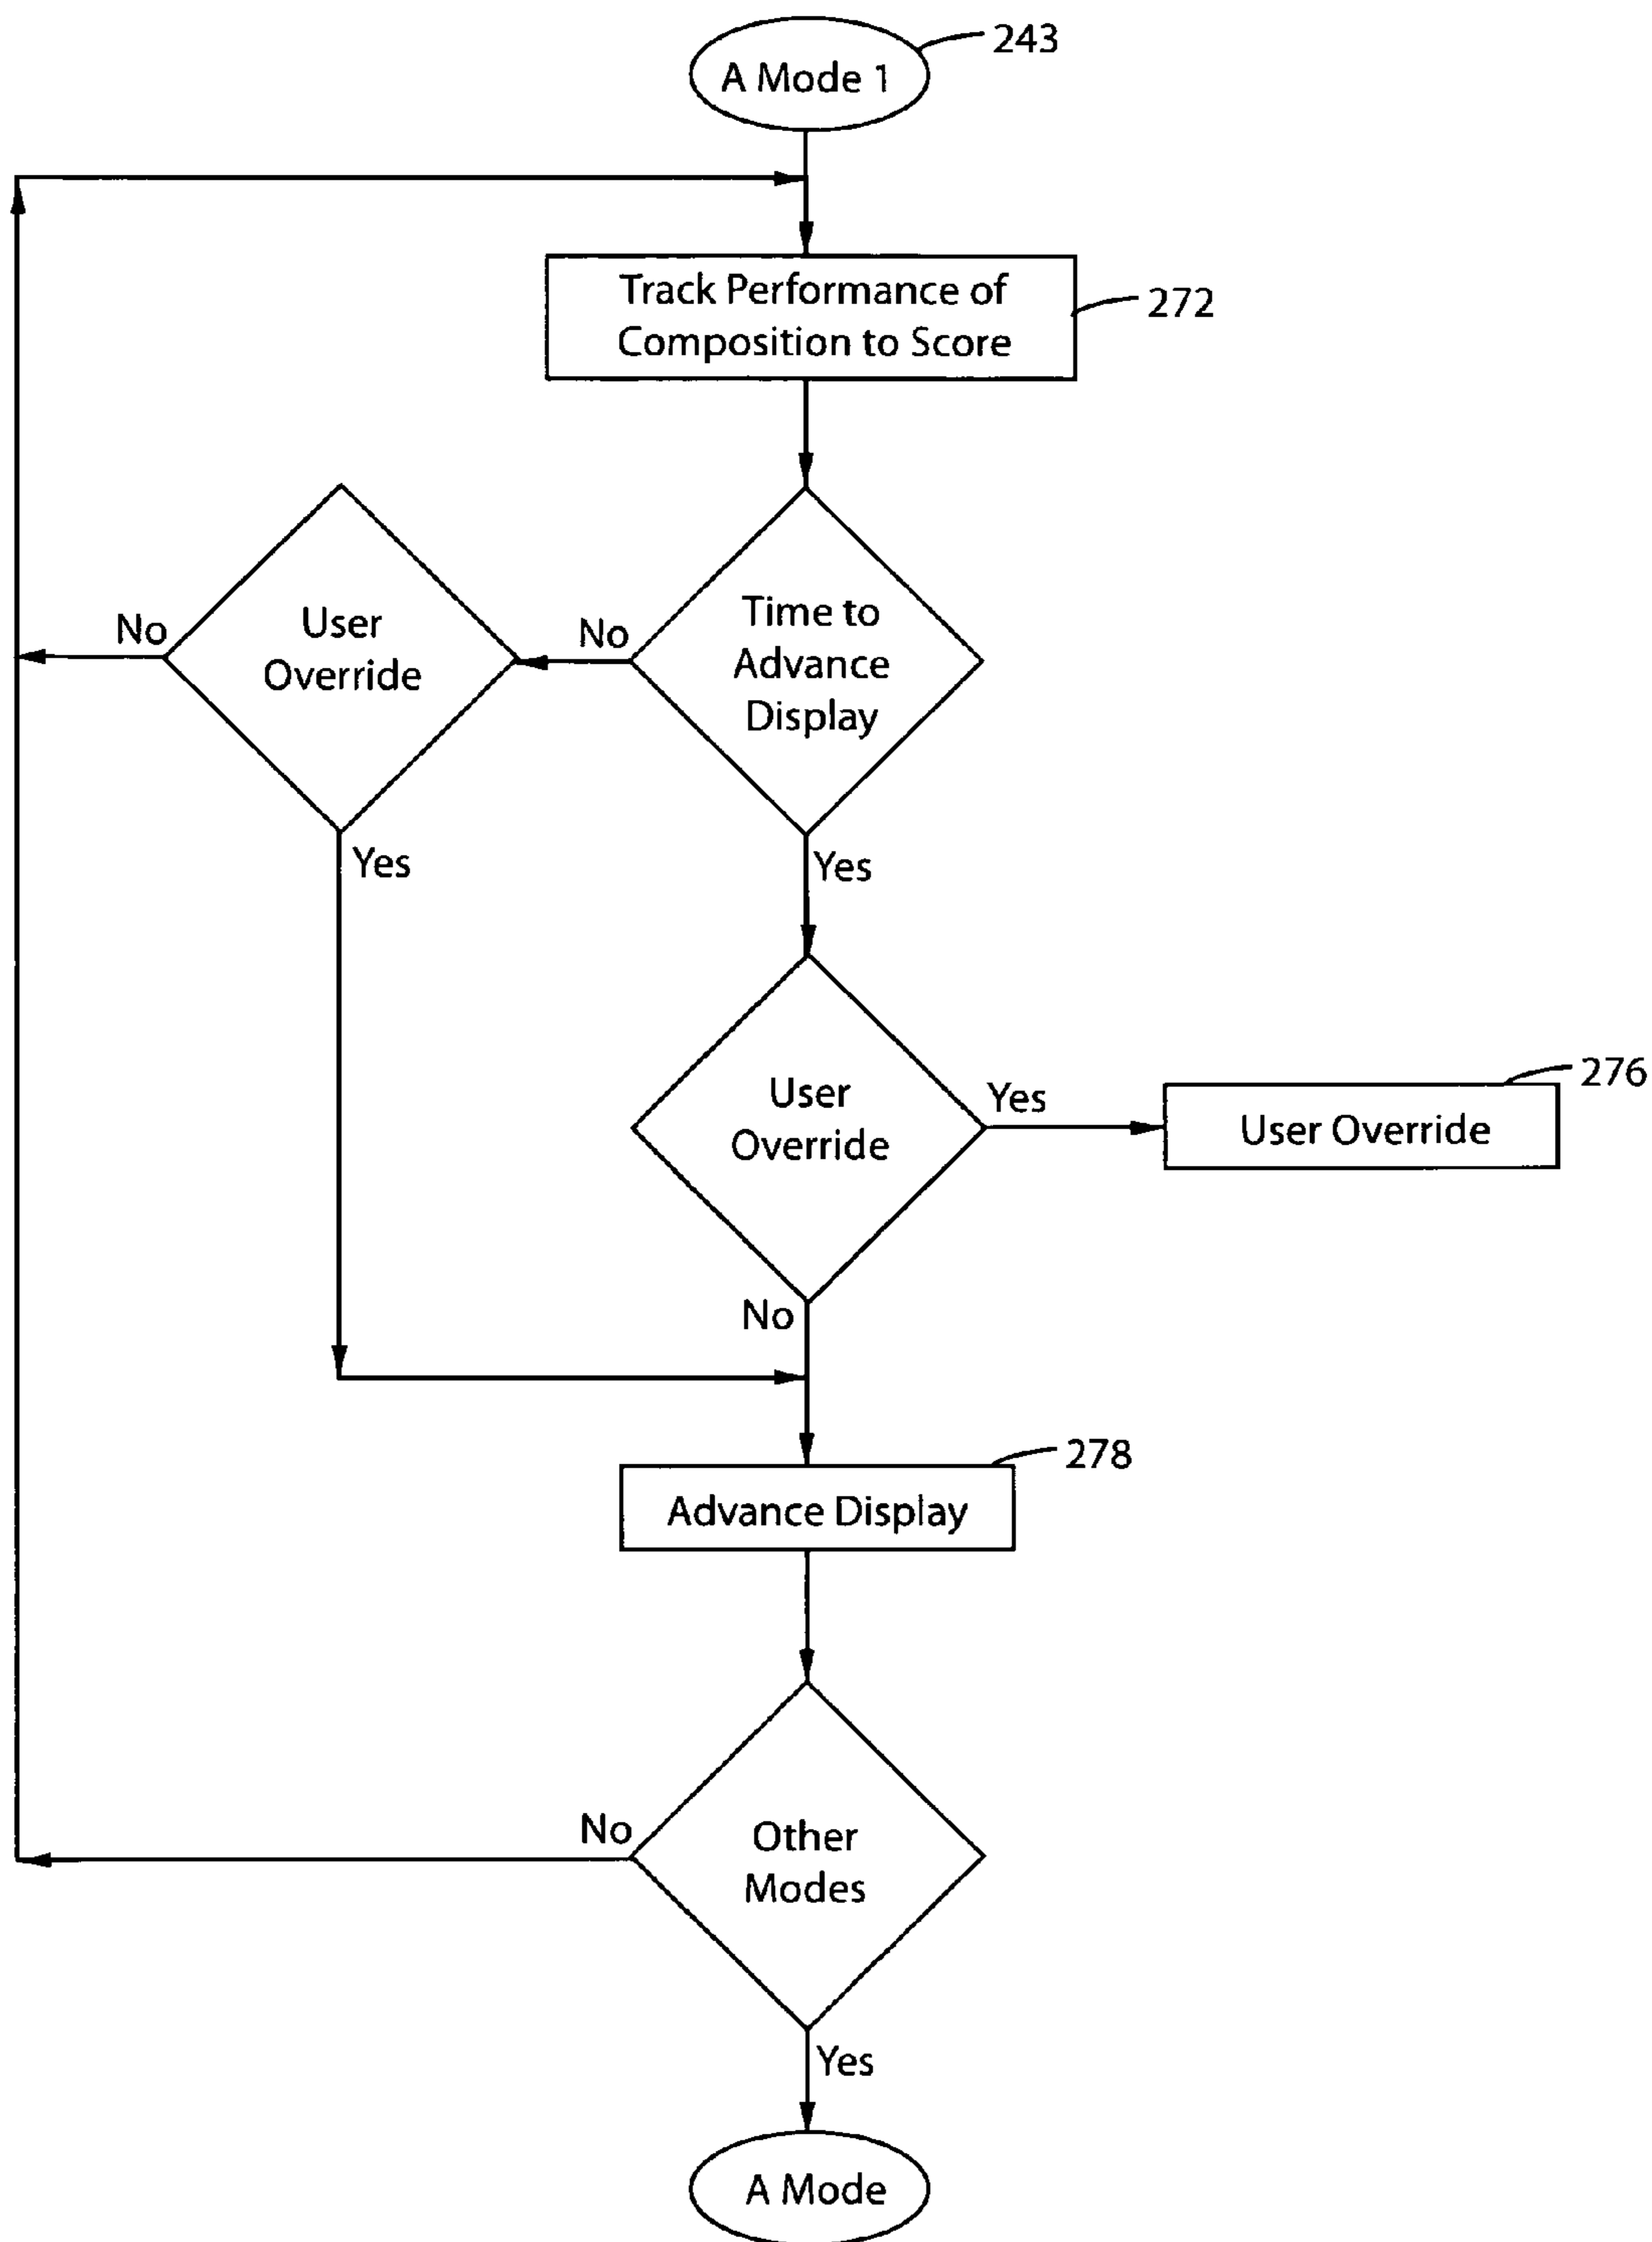 A Mode 1
243
Track Performance of
Composition to Score
272
Time to
Advance
Display
No
User
Override
No
Yes
Yes
User
Override
Yes
User Override
276
No
Advance Display
278
Other
Modes
No
Yes
A Mode